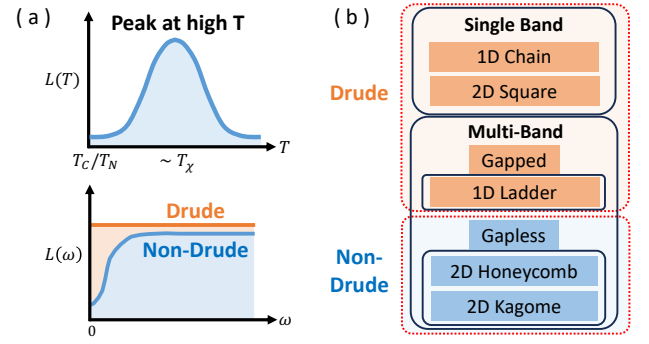 ( a )
Peak at high T
L(T)
T_C/T_N
~ T_χ
T
L(ω)
Drude
Non-Drude
0
ω
( b )
Drude
Single Band
1D Chain
2D Square
Multi-Band
Gapped
1D Ladder
Non-
Drude
Gapless
2D Honeycomb
2D Kagome